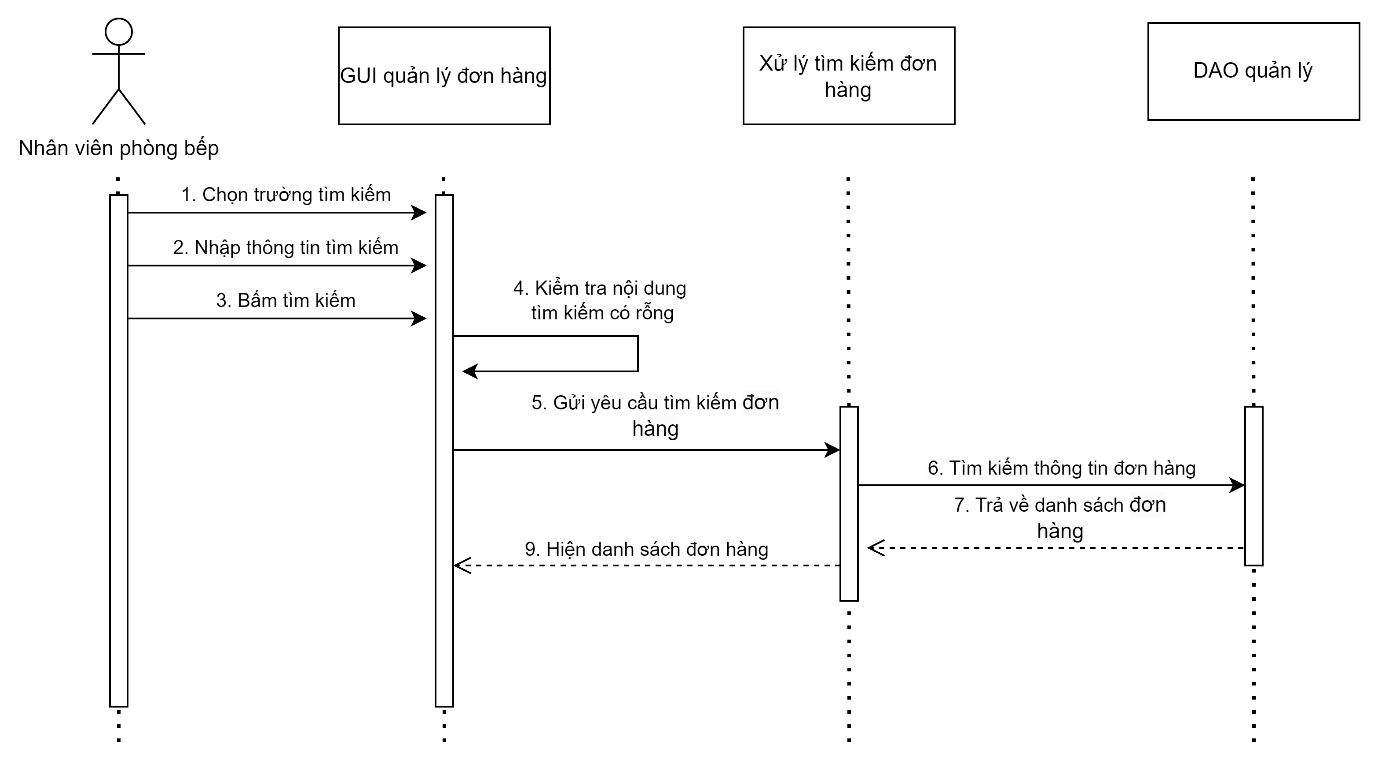 GUI quản lý đơn hàng
Xử lý tìm kiếm đơn
hàng
DAO quản lý
Nhân viên phòng bếp
1. Chọn trường tìm kiếm
2. Nhập thông tin tìm kiếm
3. Bấm tìm kiếm
4. Kiểm tra nội dung
tìm kiếm có rỗng
5. Gửi yêu cầu tìm kiếm đơn
hàng
6. Tìm kiếm thông tin đơn hàng
7. Trả về danh sách đơn
hàng
9. Hiện danh sách đơn hàng